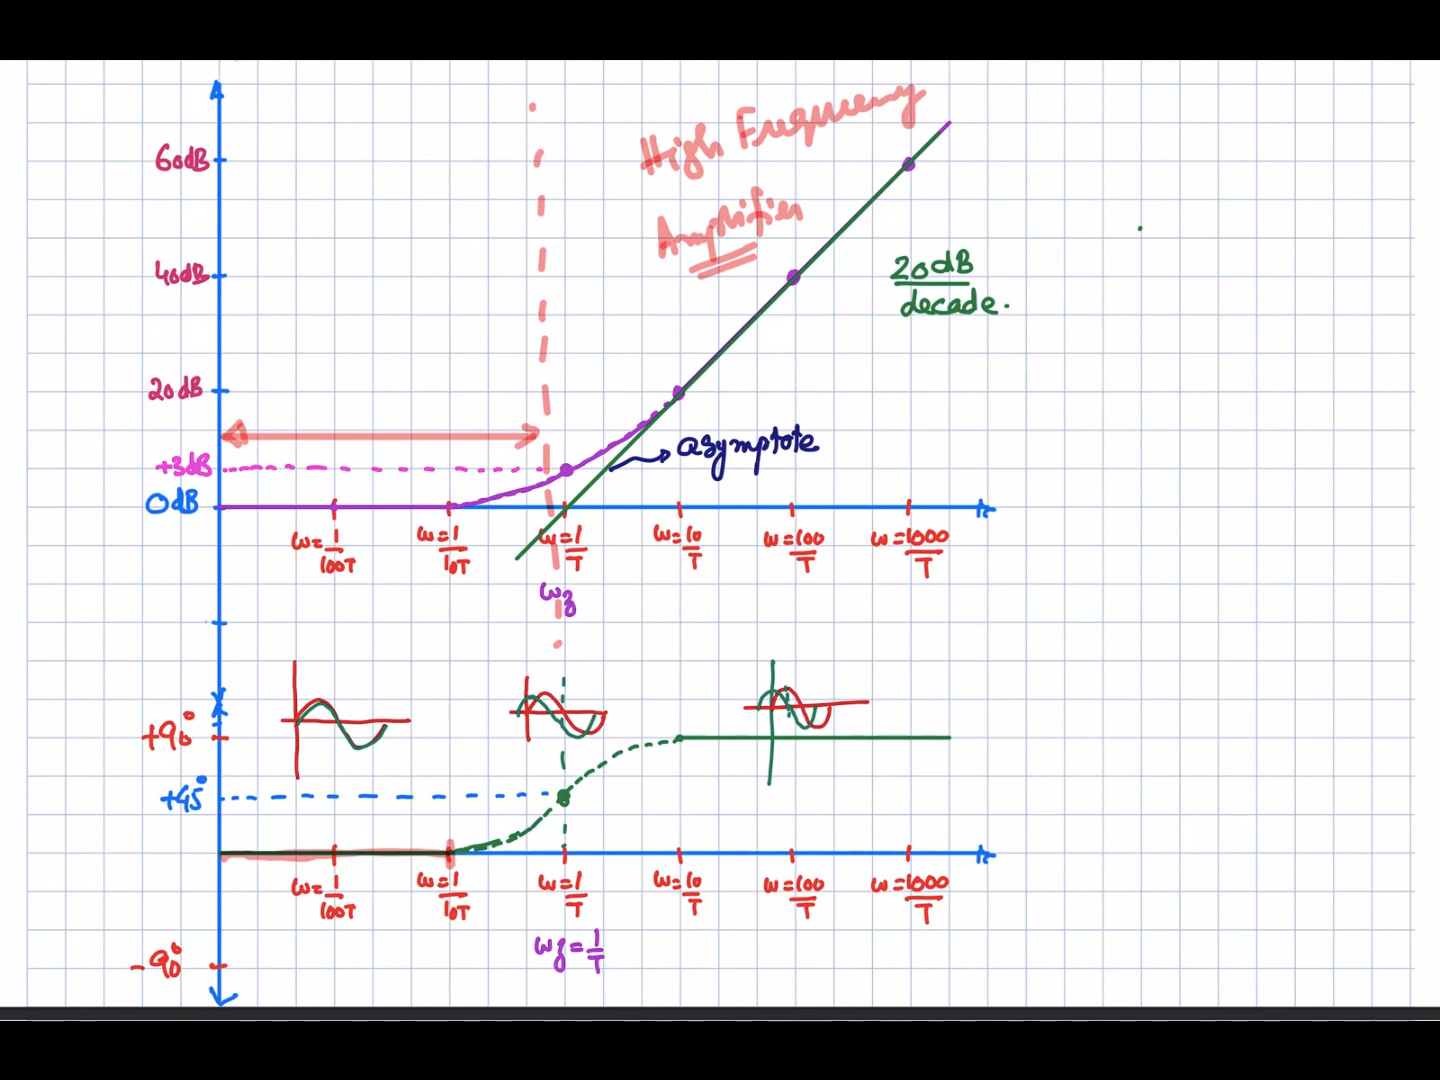 High Frequency
Amplifier
60dB
40dB
20dB
decade.
20dB
asymptote
+3dB
0dB
ω=1/100T
ω=1/10T
ω=1/T
ω=10/T
ω=100/T
ω=1000/T
ωz
+90°
+45°
ω=1/100T
ω=1/10T
ω=1/T
ω=10/T
ω=100/T
ω=1000/T
ωz=1/T
-90°